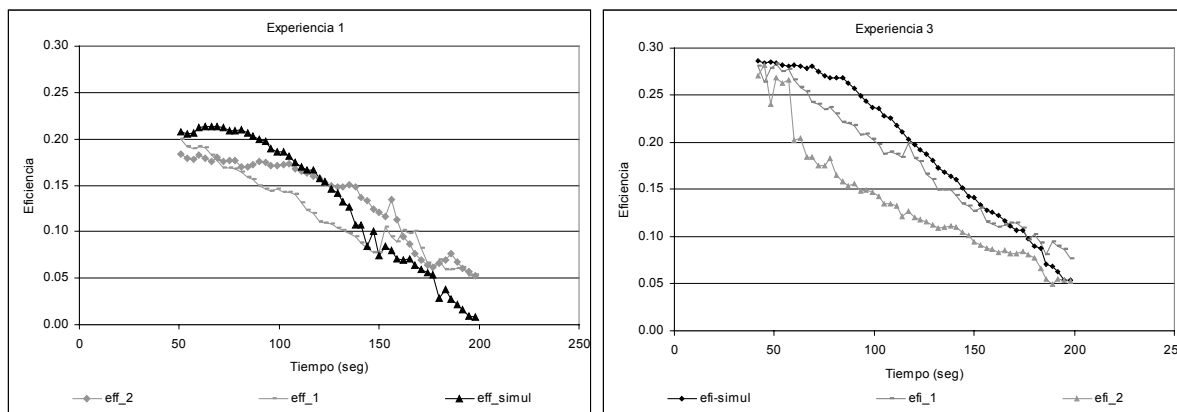 Experiencia 1
0.30
0.25
0.20
0.15
0.10
0.05
0.00
Eficiencia
0 50 100 150 200 250
Tiempo (seg)
eff_2 eff_1 eff_simul
Experiencia 3
0.30
0.25
0.20
0.15
0.10
0.05
0.00
Eficiencia
0 50 100 150 200 250
Tiempo (seg)
efi-simul efi_1 efi_2